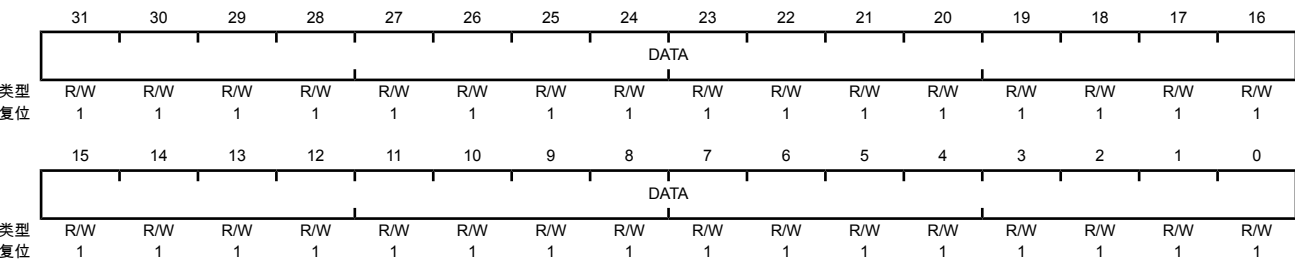 31 30 29 28 27 26 25 24 23 22 21 20 19 18 17 16
DATA
类型 R/W R/W R/W R/W R/W R/W R/W R/W R/W R/W R/W R/W R/W R/W R/W R/W
复位 1 1 1 1 1 1 1 1 1 1 1 1 1 1 1 1
15 14 13 12 11 10 9 8 7 6 5 4 3 2 1 0
DATA
类型 R/W R/W R/W R/W R/W R/W R/W R/W R/W R/W R/W R/W R/W R/W R/W R/W
复位 1 1 1 1 1 1 1 1 1 1 1 1 1 1 1 1